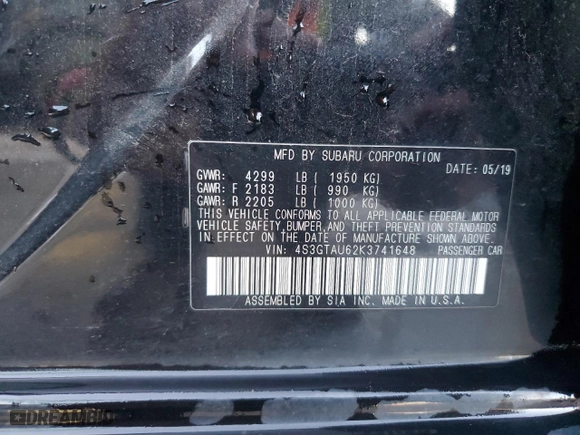 MFD BY SUBARU CORPORATION
DATE: 05/19
GVWR: 4299 LB ( 1950 KG)
GAWR: F 2183 LB ( 990 KG)
GAWR: R 2205 LB ( 1000 KG)
THIS VEHICLE CONFORMS TO ALL APPLICABLE FEDERAL MOTOR
VEHICLE SAFETY, BUMPER, AND THEFT PREVENTION STANDARDS
IN EFFECT ON THE DATE OF MANUFACTURE SHOWN ABOVE.
VIN: 4S3GTAU62K3741648 PASSENGER CAR
ASSEMBLED BY SIA INC. MADE IN U.S.A.
DREAMBID